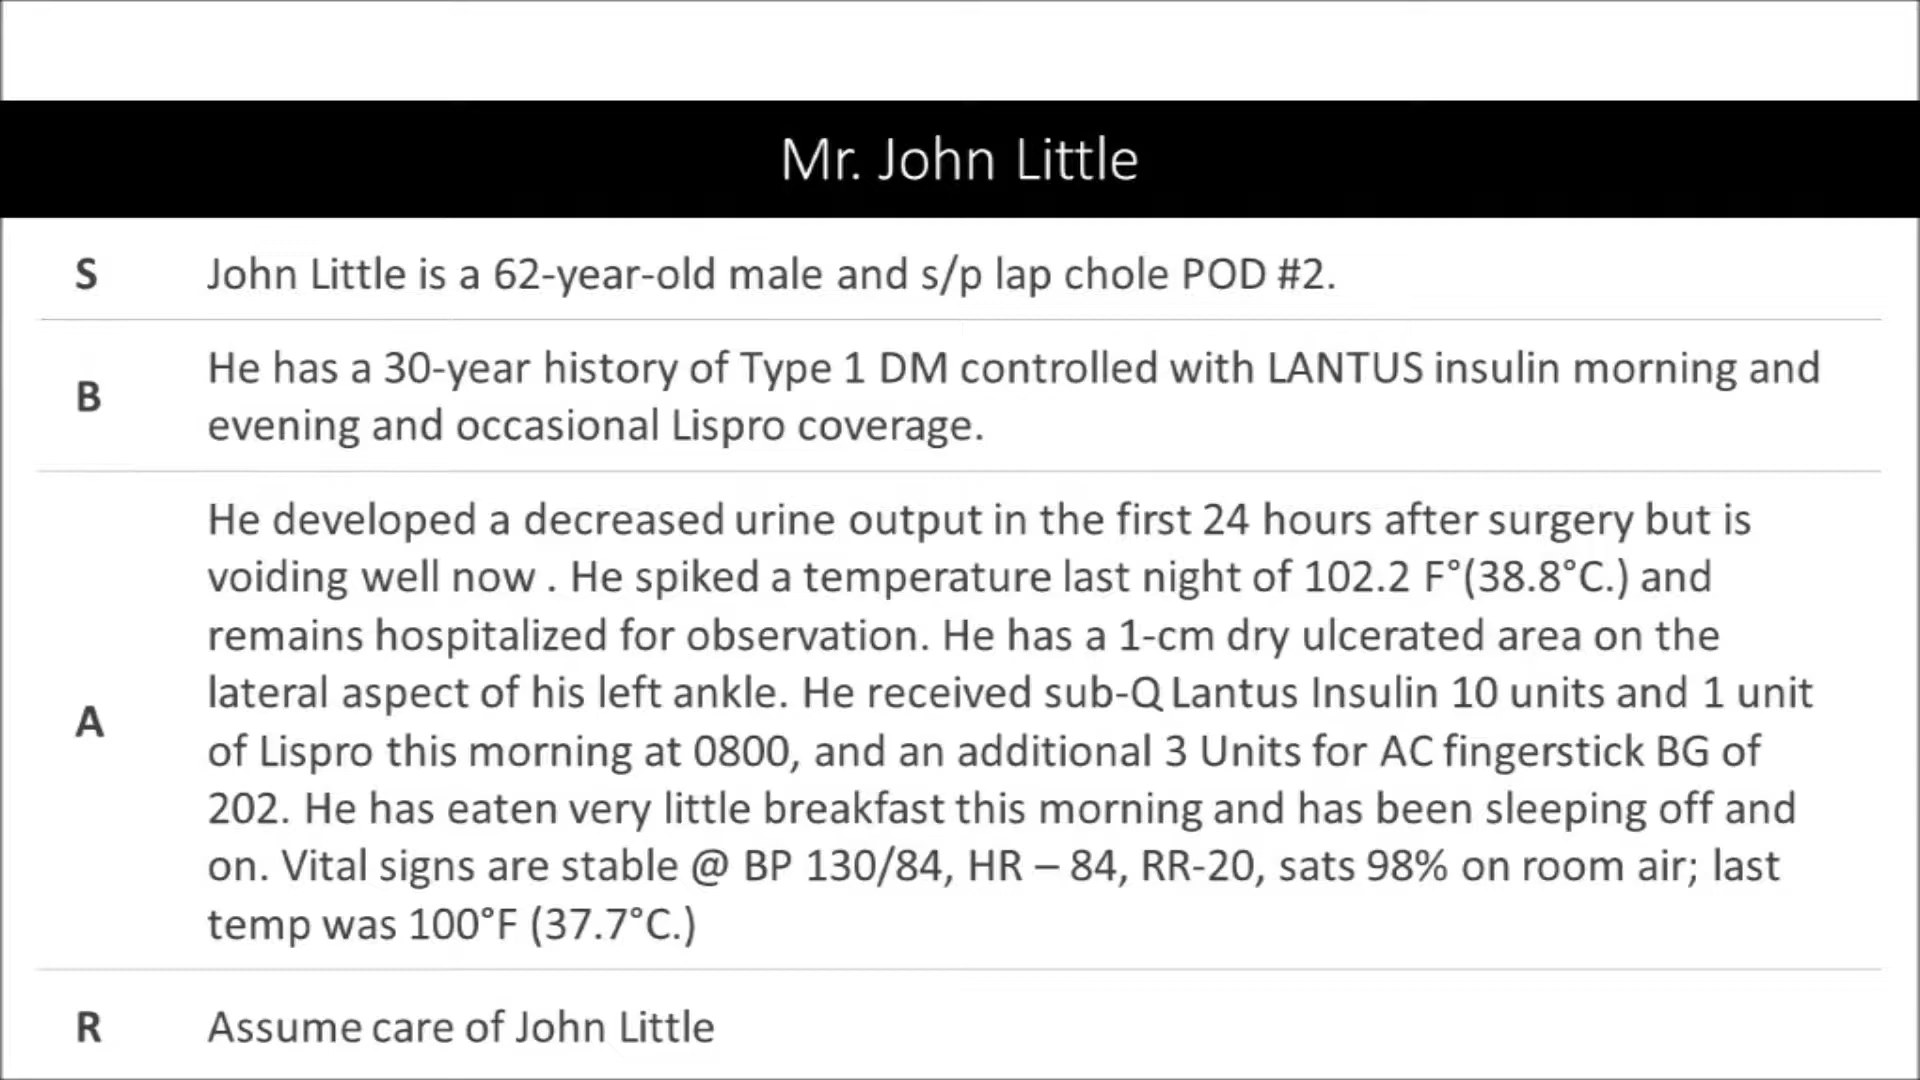 Mr. John Little
S
John Little is a 62-year-old male and s/p lap chole POD #2.
B
He has a 30-year history of Type 1 DM controlled with LANTUS insulin morning and
evening and occasional Lispro coverage.
A
He developed a decreased urine output in the first 24 hours after surgery but is
voiding well now . He spiked a temperature last night of 102.2 F°(38.8°C.) and
remains hospitalized for observation. He has a 1-cm dry ulcerated area on the
lateral aspect of his left ankle. He received sub-Q Lantus Insulin 10 units and 1 unit
of Lispro this morning at 0800, and an additional 3 Units for AC fingerstick BG of
202. He has eaten very little breakfast this morning and has been sleeping off and
on. Vital signs are stable @ BP 130/84, HR – 84, RR-20, sats 98% on room air; last
temp was 100°F (37.7°C.)
R
Assume care of John Little